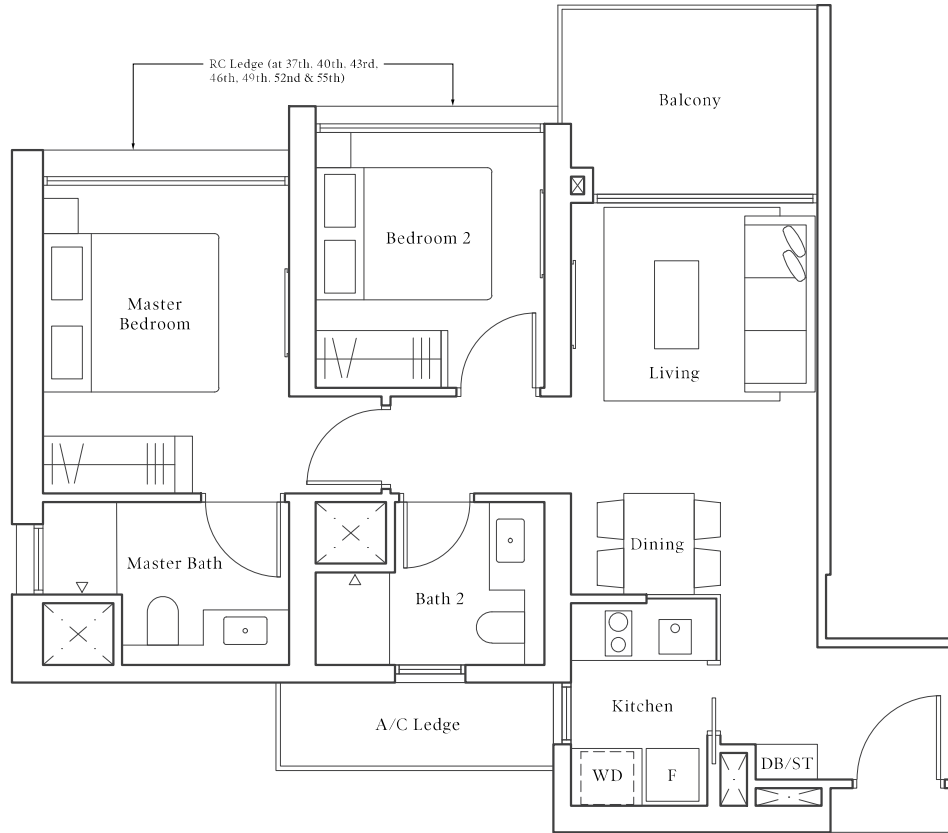 RC Ledge (at 37th, 40th, 43rd,
46th, 49th, 52nd & 55th)
Balcony
Bedroom 2
Master
Bedroom
Living
Dining
Master Bath
Bath 2
Kitchen
A/C Ledge
WD
F
DB/ST